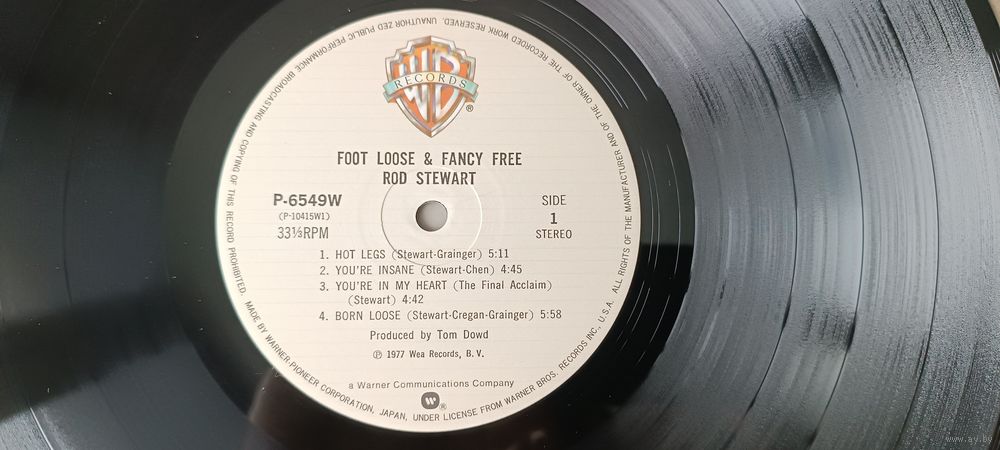 WB
RECORDS
®
FOOT LOOSE & FANCY FREE
ROD STEWART
P-6549W
(P-10415W1)
33⅓RPM
SIDE
1
STEREO
1. HOT LEGS (Stewart-Grainger) 5:11
2. YOU'RE INSANE (Stewart-Chen) 4:45
3. YOU'RE IN MY HEART (The Final Acclaim)
(Stewart) 4:42
4. BORN LOOSE (Stewart-Cregan-Grainger) 5:58
Produced by Tom Dowd
℗ 1977 Wea Records, B. V.
a Warner Communications Company
W®
MADE BY WARNER-PIONEER CORPORATION, JAPAN, UNDER LICENSE FROM WARNER BROS. RECORDS INC., U.S.A. ALL RIGHTS OF THE MANUFACTURER AND OF THE OWNER OF THE RECORDED WORK RESERVED. UNAUTHORIZED PUBLIC PERFORMANCE BROADCASTING AND COPYING OF THIS RECORD PROHIBITED.
www.ay.by